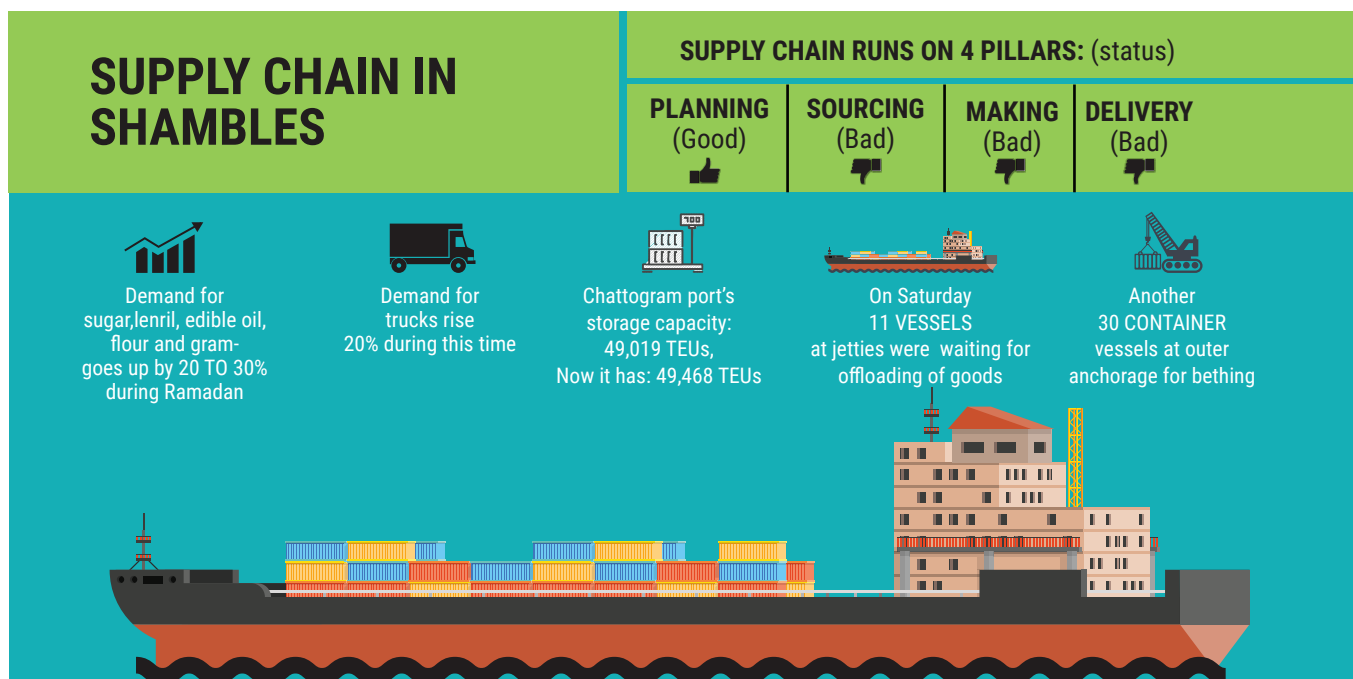 SUPPLY CHAIN IN
SHAMBLES
SUPPLY CHAIN RUNS ON 4 PILLARS: (status)
PLANNING
(Good)
SOURCING
(Bad)
MAKING
(Bad)
DELIVERY
(Bad)
Demand for
sugar,lenril, edible oil,
flour and gram-
goes up by 20 TO 30%
during Ramadan
Demand for
trucks rise
20% during this time
700
Chattogram port's
storage capacity:
49,019 TEUs,
Now it has: 49,468 TEUs
On Saturday
11 VESSELS
at jetties were waiting for
offloading of goods
Another
30 CONTAINER
vessels at outer
anchorage for bething